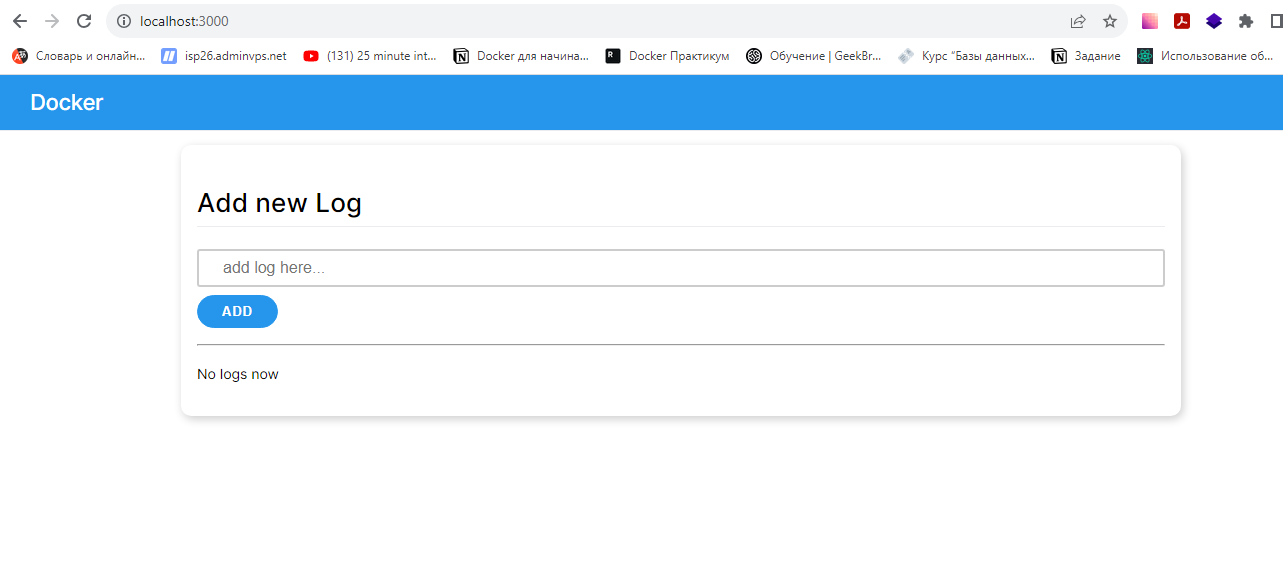 localhost:3000
Словарь и онлайн... isp26.adminvps.net (131) 25 minute int... Docker для начина... Docker Практикум Обучение | GeekBr... Курс “Базы данных... Задание Использование об...
Docker
Add new Log
add log here...
ADD
No logs now